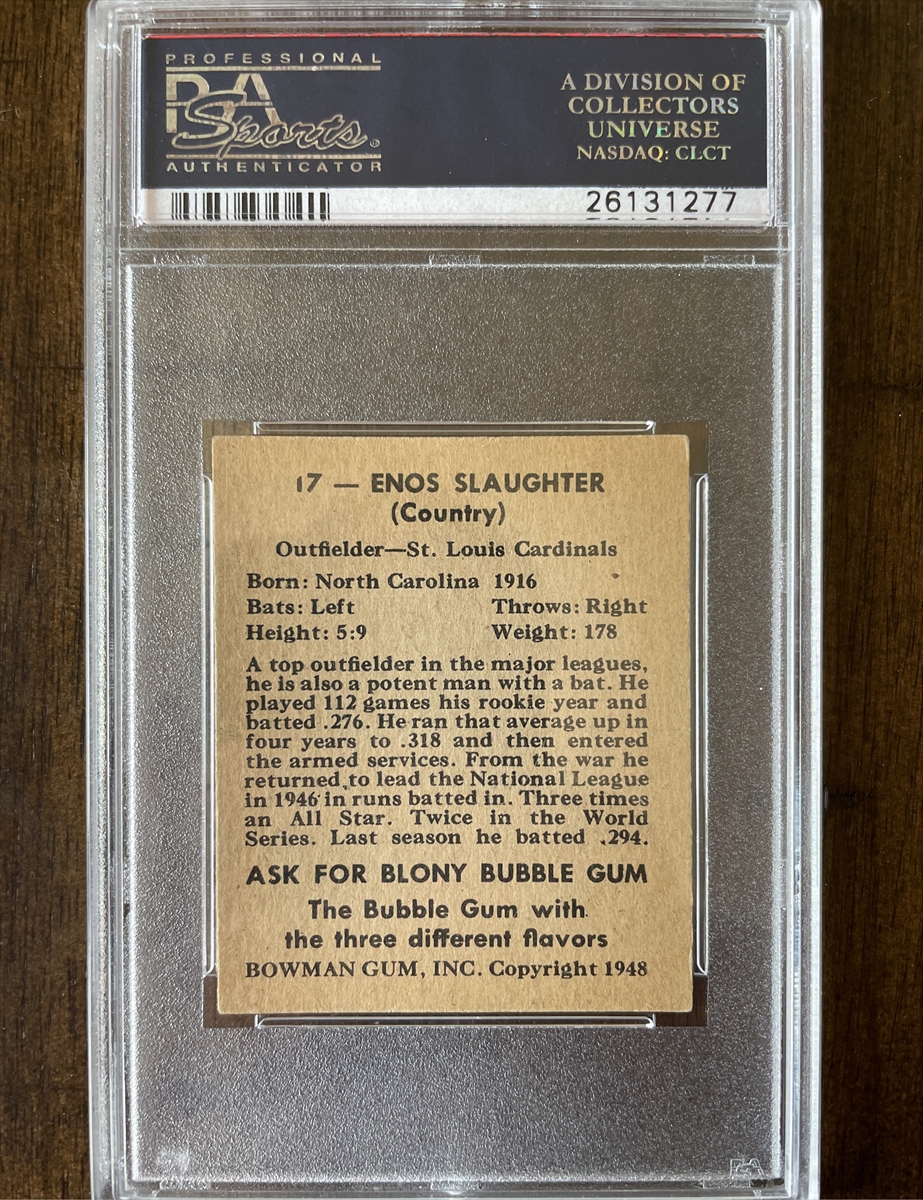 PROFESSIONAL
PSA
Sports®
AUTHENTICATOR
A DIVISION OF
COLLECTORS
UNIVERSE
NASDAQ: CLCT
26131277
17 — ENOS SLAUGHTER
(Country)
Outfielder—St. Louis Cardinals
Born: North Carolina 1916
Bats: Left Throws: Right
Height: 5:9 Weight: 178
A top outfielder in the major leagues,
he is also a potent man with a bat. He
played 112 games his rookie year and
batted .276. He ran that average up in
four years to .318 and then entered
the armed services. From the war he
returned to lead the National League
in 1946 in runs batted in. Three times
an All Star. Twice in the World
Series. Last season he batted .294.
ASK FOR BLONY BUBBLE GUM
The Bubble Gum with
the three different flavors
BOWMAN GUM, INC. Copyright 1948
PSA